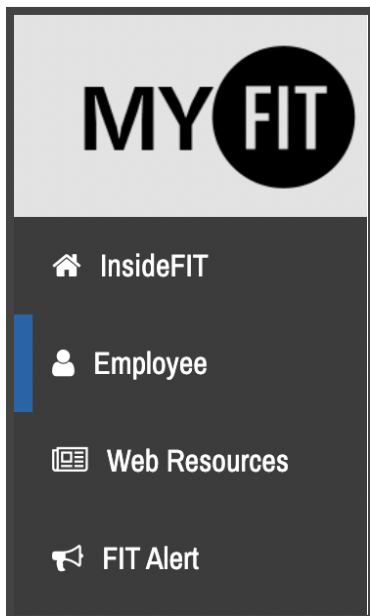 MYFIT
InsideFIT
Employee
Web Resources
FIT Alert